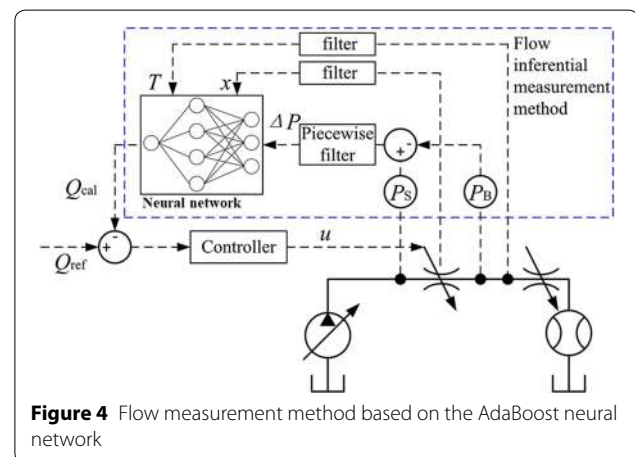 filter
Flow
inferential
measurement
method
filter
T
x
ΔP
Piecewise
filter
+
-
P_S
P_B
Q_cal
Neural network
-
+
Q_ref
Controller
u
Figure 4 Flow measurement method based on the AdaBoost neural
network